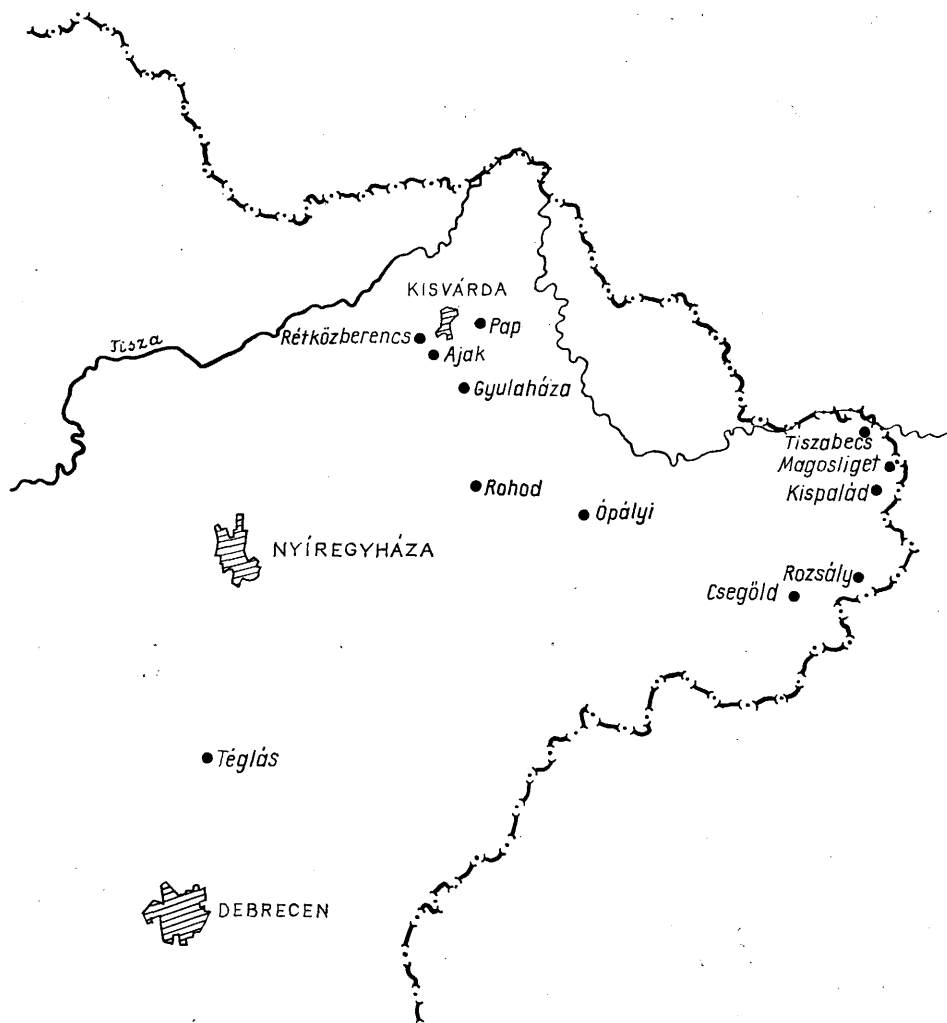 KISVÁRDA
Pap
Rétközberencs
Tisza
Ajak
Gyulaháza
Tiszabecs
Magosliget
Kispalád
Rohod
Ópályi
NYÍREGYHÁZA
Rozsály
Csegöld
Téglás
DEBRECEN